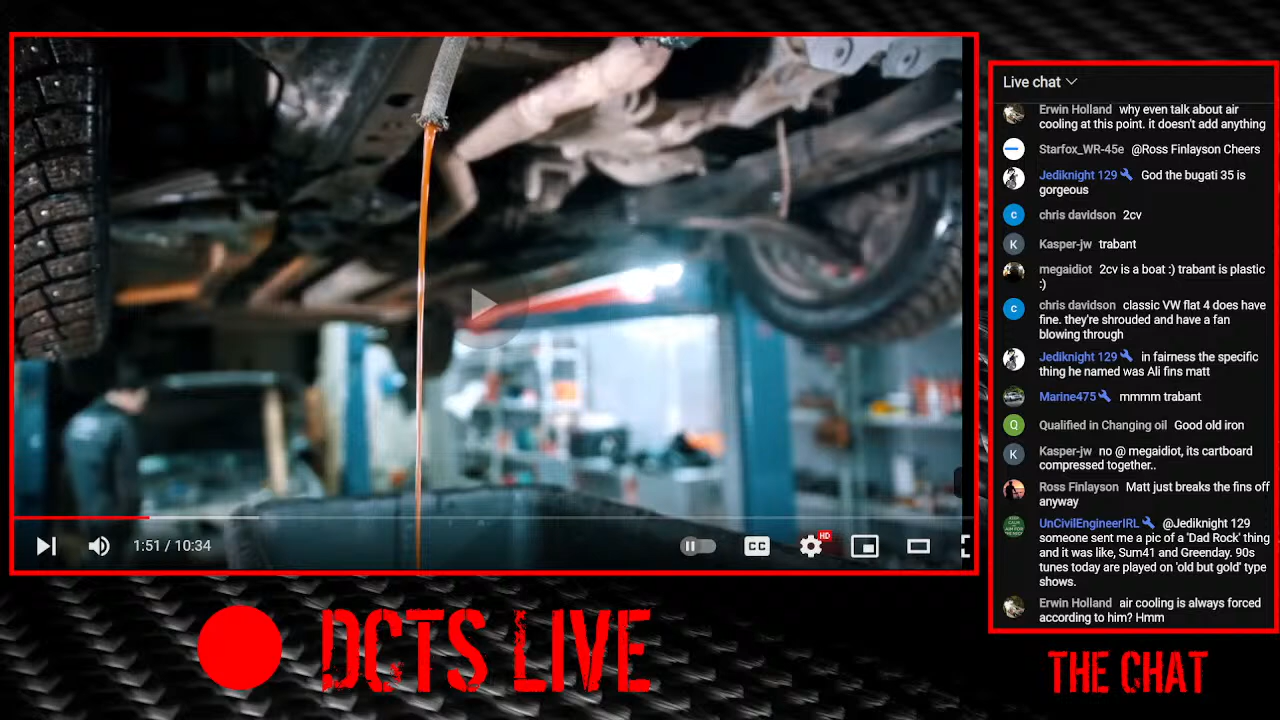 Live chat
Erwin Holland why even talk about air
cooling at this point. it doesn't add anything
Starfox_WR-45e @Ross Finlayson Cheers
Jediknight 129 God the bugati 35 is
gorgeous
c chris davidson 2cv
K Kasper-jw trabant
megaidiot 2cv is a boat :) trabant is plastic
:)
c chris davidson classic VW flat 4 does have
fine. they're shrouded and have a fan
blowing through
Jediknight 129 in fairness the specific
thing he named was Ali fins matt
Marine475 mmmm trabant
Q Qualified in Changing oil Good old iron
K Kasper-jw no @ megaidiot, its cartboard
compressed together..
Ross Finlayson Matt just breaks the fins off
anyway
UnCivilEngineerIRL @Jediknight 129
someone sent me a pic of a 'Dad Rock' thing
and it was like, Sum41 and Greenday. 90s
tunes today are played on 'old but gold' type
shows.
Erwin Holland air cooling is always forced
according to him? Hmm
1:51 / 10:34
CC
HD
DCTS LIVE
THE CHAT